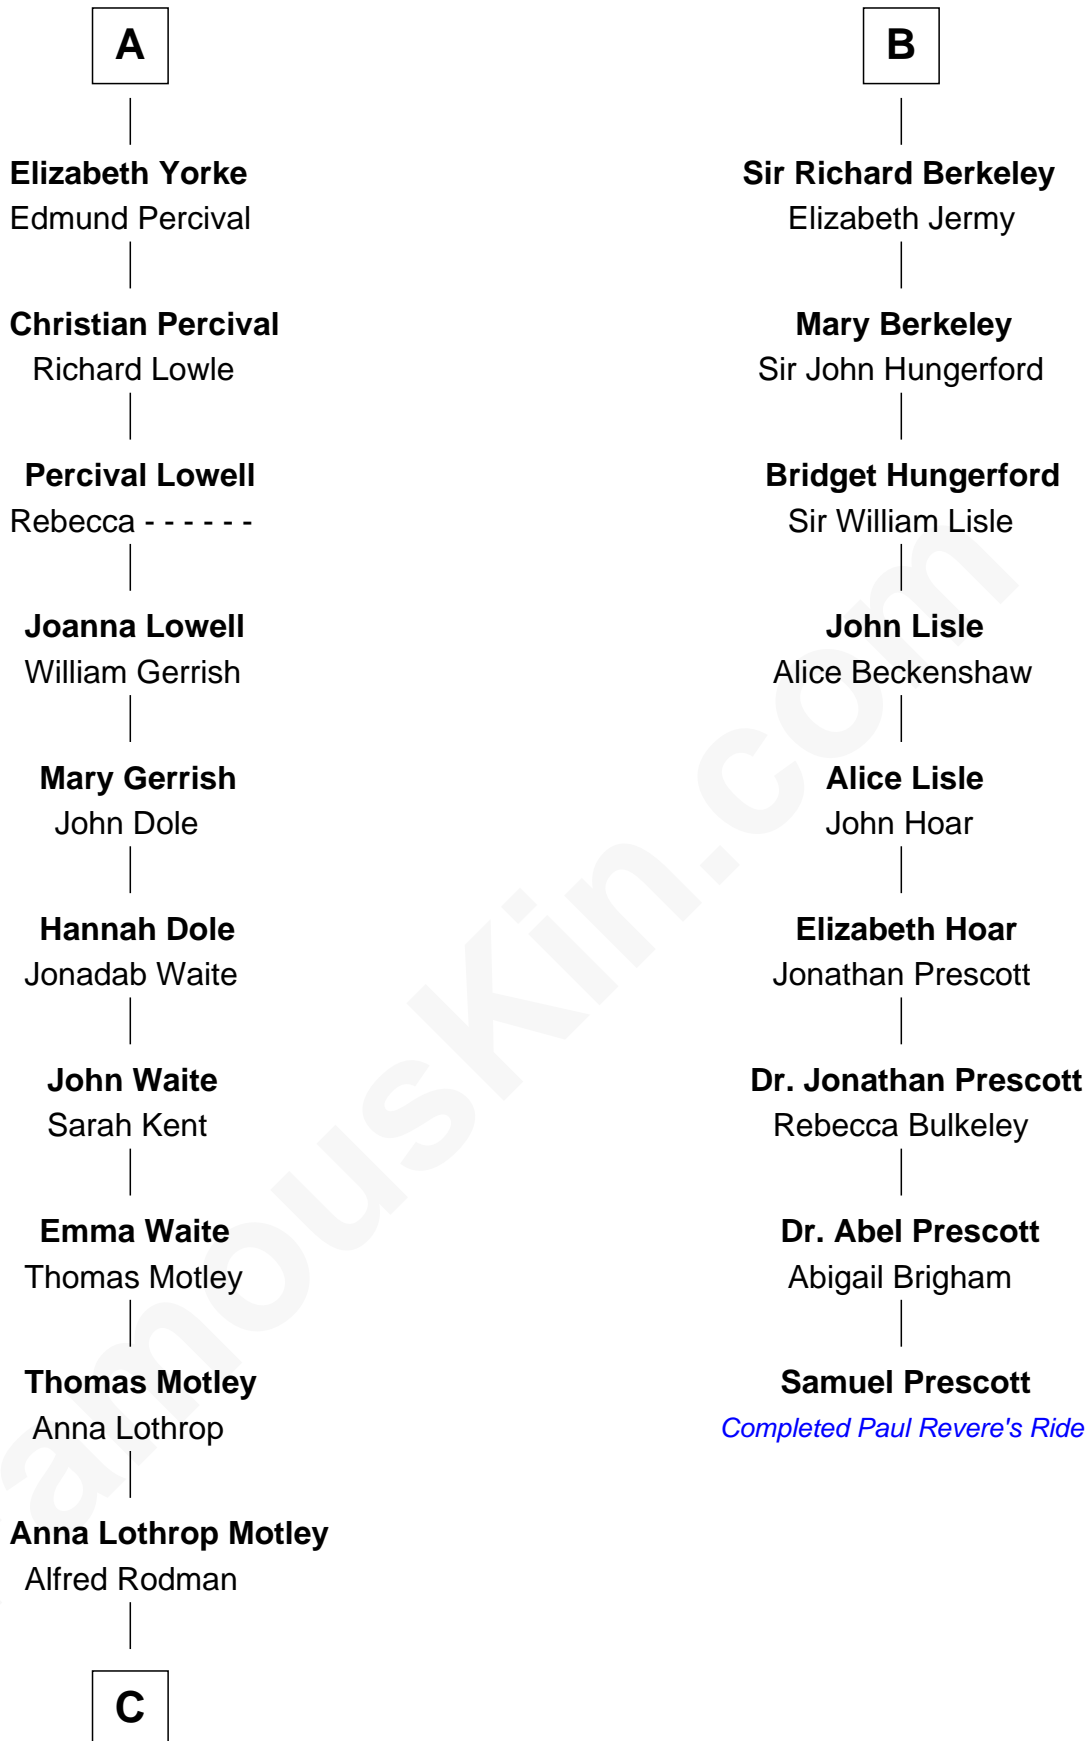 A
Elizabeth Yorke
Edmund Percival
Christian Percival
Richard Lowle
Percival Lowell
Rebecca - - - - - -
Joanna Lowell
William Gerrish
Mary Gerrish
John Dole
Hannah Dole
Jonadab Waite
John Waite
Sarah Kent
Emma Waite
Thomas Motley
Thomas Motley
Anna Lothrop
Anna Lothrop Motley
Alfred Rodman
C
B
Sir Richard Berkeley
Elizabeth Jermy
Mary Berkeley
Sir John Hungerford
Bridget Hungerford
Sir William Lisle
John Lisle
Alice Beckenshaw
Alice Lisle
John Hoar
Elizabeth Hoar
Jonathan Prescott
Dr. Jonathan Prescott
Rebecca Bulkeley
Dr. Abel Prescott
Abigail Brigham
Samuel Prescott
Completed Paul Revere's Ride
amouskin.com